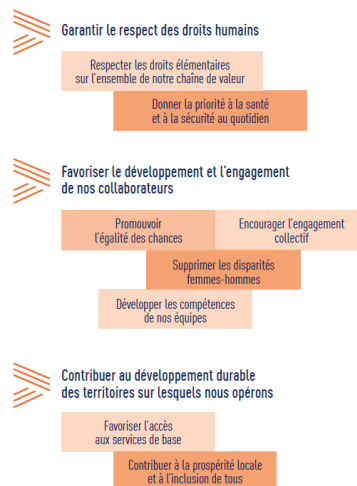 Garantir le respect des droits humains
Respecter les droits élémentaires
sur l'ensemble de notre chaîne de valeur
Donner la priorité à la santé
et à la sécurité au quotidien
Favoriser le développement et l'engagement
de nos collaborateurs
Promouvoir
l'égalité des chances
Encourager l'engagement
collectif
Supprimer les disparités
femmes-hommes
Développer les compétences
de nos équipes
Contribuer au développement durable
des territoires sur lesquels nous opérons
Favoriser l'accès
aux services de base
Contribuer à la prospérité locale
et à l'inclusion de tous